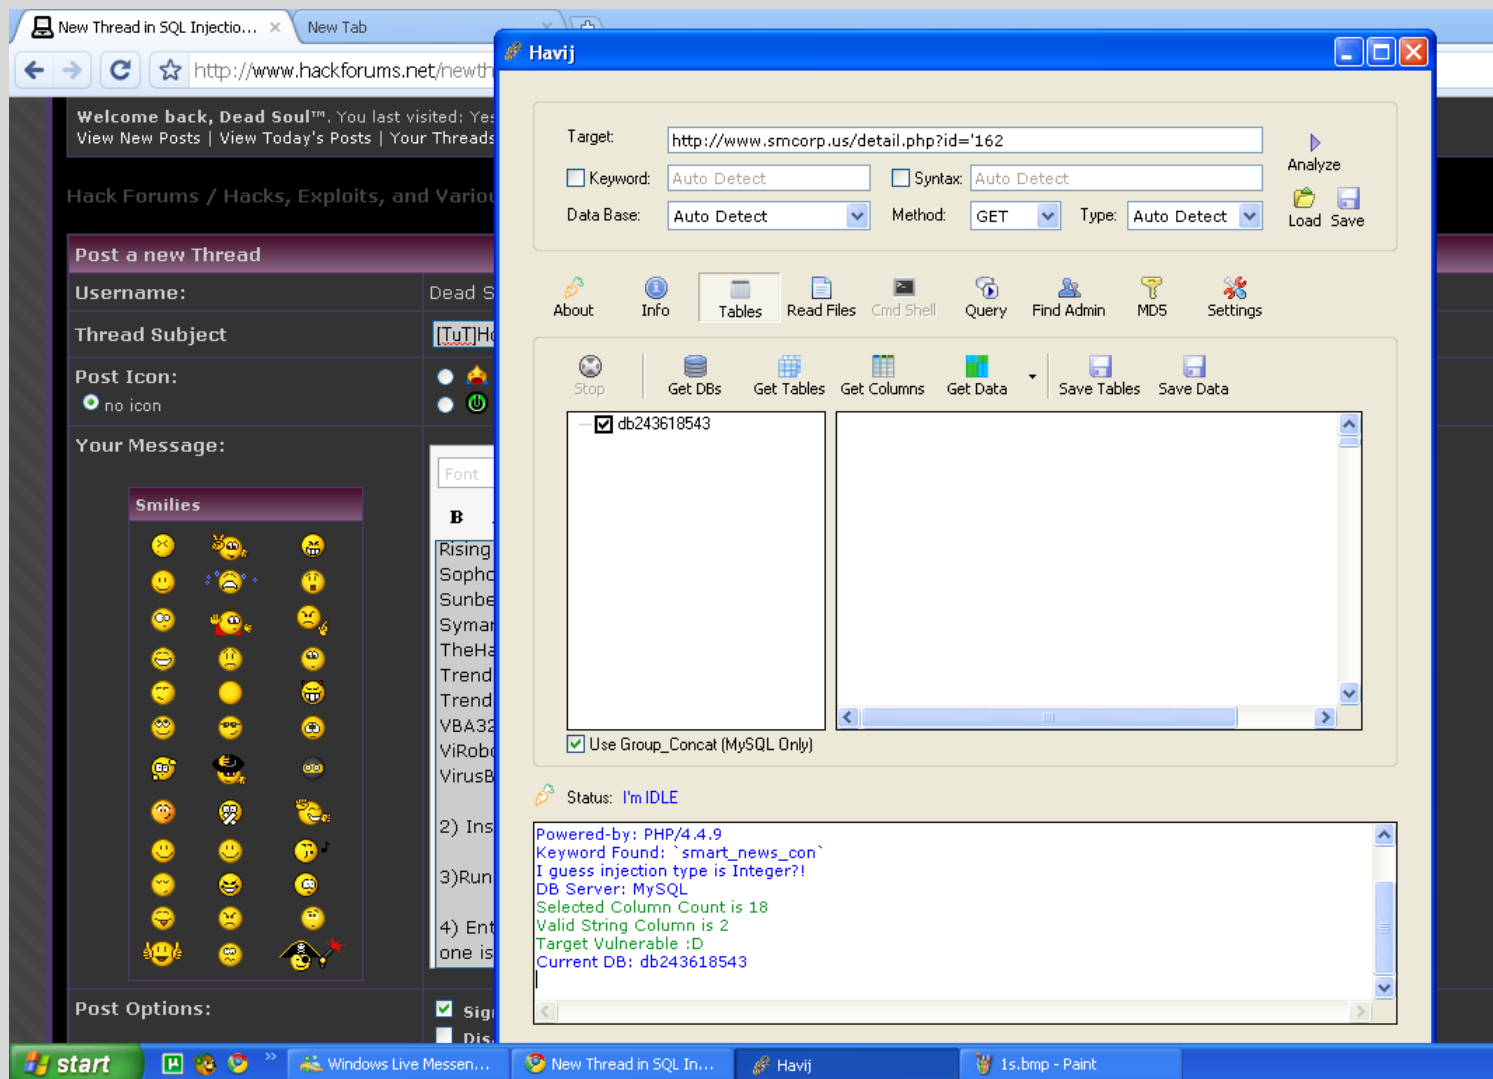 New Thread in SQL Injectio...
New Tab
http://www.hackforums.net/newth
Welcome back, Dead Soul™. You last visited: Yes
View New Posts | View Today's Posts | Your Threads
Hack Forums / Hacks, Exploits, and Variou
Post a new Thread
Username:
Dead S
Thread Subject
[TuT]Ho
Post Icon:
no icon
Your Message:
Font
B
Smilies
Rising
Sopho
Sunbe
Symar
TheHa
Trend
Trend
VBA32
ViRobo
VirusB
2) Ins
3)Run
4) Ent
one is
Post Options:
Sig
Dis
Havij
Target:
http://www.smcorp.us/detail.php?id='162
Analyze
Keyword:
Auto Detect
Syntax:
Auto Detect
Data Base:
Auto Detect
Method:
GET
Type:
Auto Detect
Load
Save
About
Info
Tables
Read Files
Cmd Shell
Query
Find Admin
MD5
Settings
Stop
Get DBs
Get Tables
Get Columns
Get Data
Save Tables
Save Data
db243618543
Use Group_Concat (MySQL Only)
Status: I'm IDLE
Powered-by: PHP/4.4.9
Keyword Found: `smart_news_con`
I guess injection type is Integer?!
DB Server: MySQL
Selected Column Count is 18
Valid String Column is 2
Target Vulnerable :D
Current DB: db243618543
start
Windows Live Messen...
New Thread in SQL In...
Havij
1s.bmp - Paint